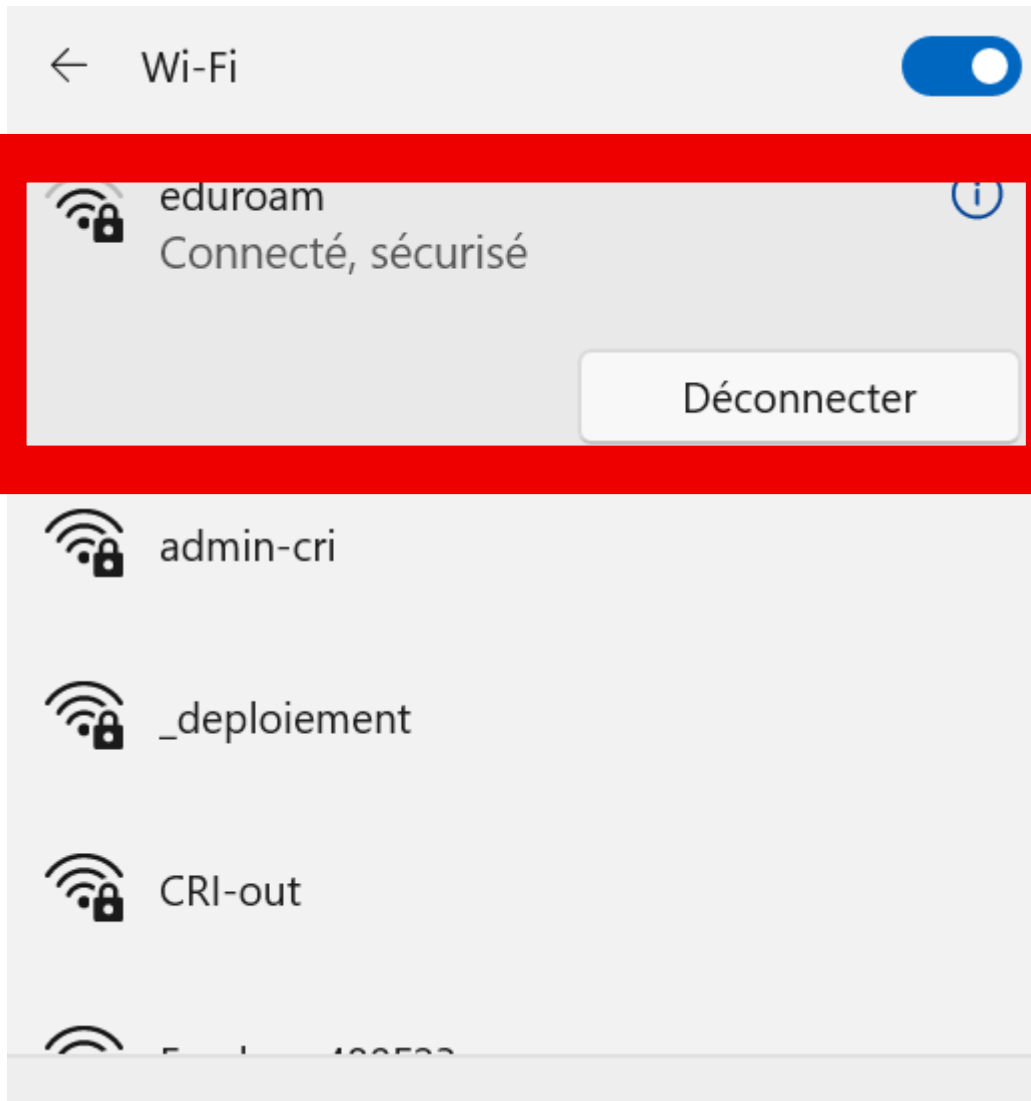 Wi-Fi
eduroam
Connecté, sécurisé
Déconnecter
admin-cri
_deploiement
CRI-out